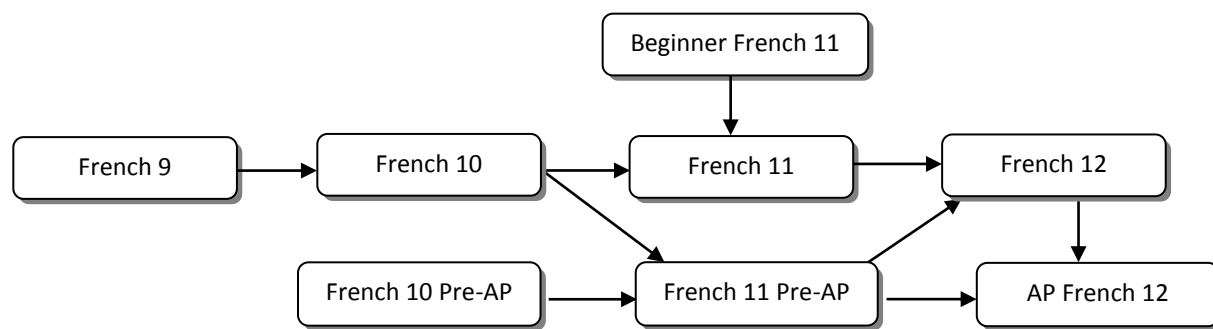 Beginner French 11
French 9
French 10
French 11
French 12
French 10 Pre-AP
French 11 Pre-AP
AP French 12